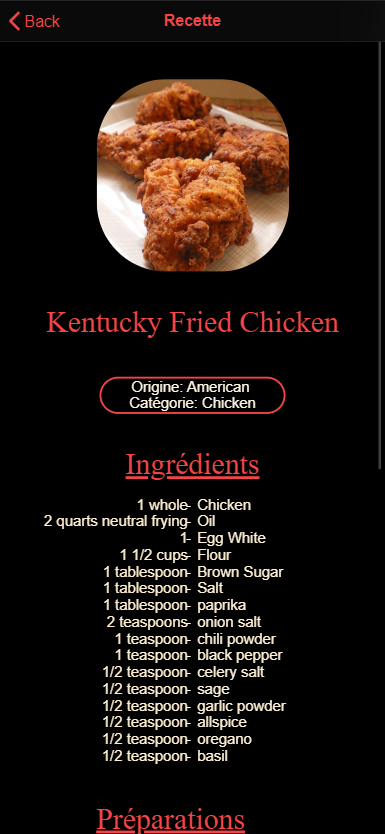 Back
Recette
Kentucky Fried Chicken
Origine: American
Catégorie: Chicken
Ingrédients
1 whole- Chicken
2 quarts neutral frying- Oil
1- Egg White
1 1/2 cups- Flour
1 tablespoon- Brown Sugar
1 tablespoon- Salt
1 tablespoon- paprika
2 teaspoons- onion salt
1 teaspoon- chili powder
1 teaspoon- black pepper
1/2 teaspoon- celery salt
1/2 teaspoon- sage
1/2 teaspoon- garlic powder
1/2 teaspoon- allspice
1/2 teaspoon- oregano
1/2 teaspoon- basil
Préparations